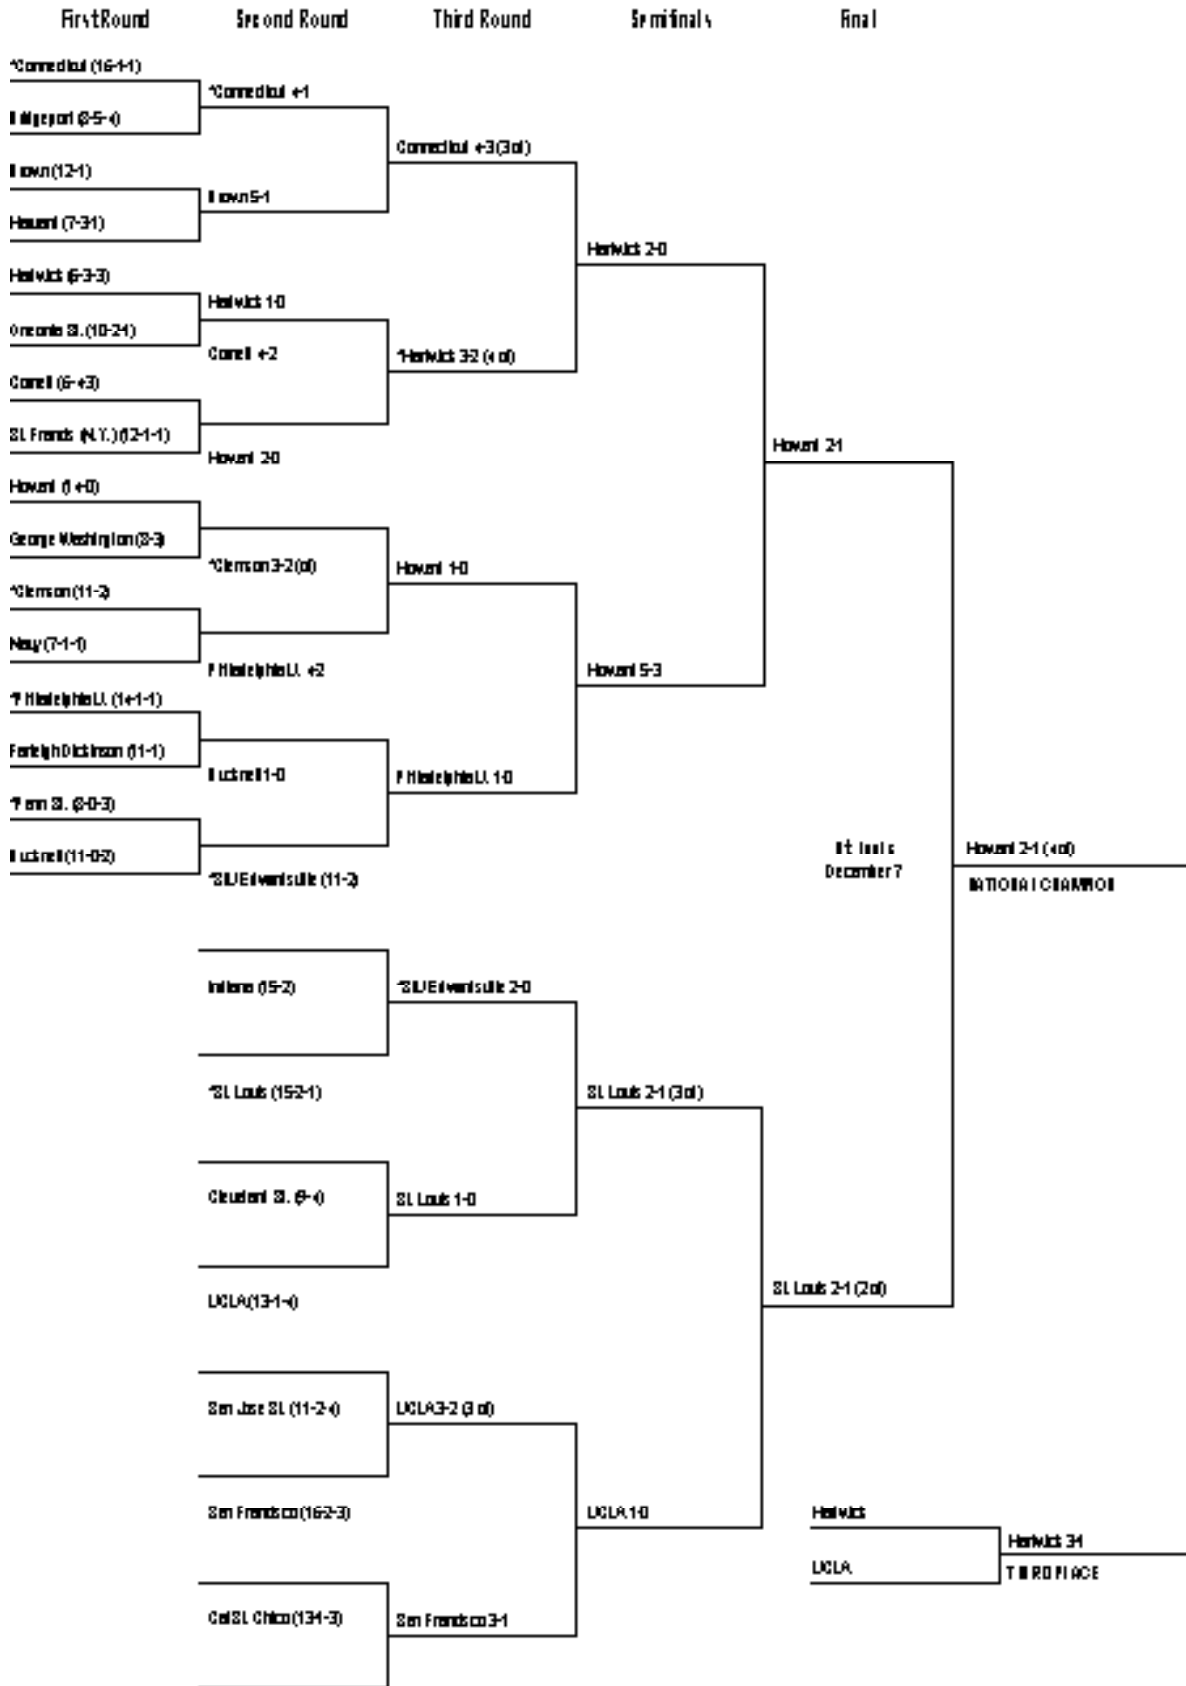 First Round
Second Round
Third Round
Semifinals
Final
*Connecticut (16-1-1)
Bridgeport (8-5-4)
Brown (12-1)
Harvard (7-3-1)
Hartwick (6-3-3)
Oneonta St. (10-2-1)
Cornell (6-4-3)
St. Francis (N.Y.) (12-1-1)
Howard (14-0)
George Washington (8-3)
*Clemson (11-2)
Navy (7-1-1)
*Philadelphia U. (14-1-1)
Farleigh Dickinson (11-1)
*Penn St. (8-0-3)
Bucknell (11-0-2)
*Connecticut 4-1
Brown 5-1
Hartwick 1-0
Cornell 4-2
Howard 2-0
*Clemson 3-2 (ot)
Philadelphia U. 4-2
Bucknell 1-0
*SIU Edwardsville (11-2)
Indiana (15-2)
*St. Louis (15-2-1)
Cleveland St. (9-4)
UCLA (13-1-4)
San Jose St. (11-2-4)
San Francisco (16-2-3)
Cal St. Chico (13-1-3)
Connecticut 4-3 (3ot)
*Hartwick 3-2 (4 ot)
Howard 1-0
Philadelphia U. 1-0
*SIU Edwardsville 2-0
St. Louis 1-0
UCLA 3-2 (3 ot)
San Francisco 3-1
Hartwick 2-0
Howard 5-3
St. Louis 2-1 (3ot)
UCLA 1-0
Howard 2-1
St. Louis 2-1 (2ot)
St. Louis
December 7
Howard 2-1 (4ot)
NATIONAL CHAMPION
Hartwick
UCLA
Hartwick 3-1
THIRD PLACE